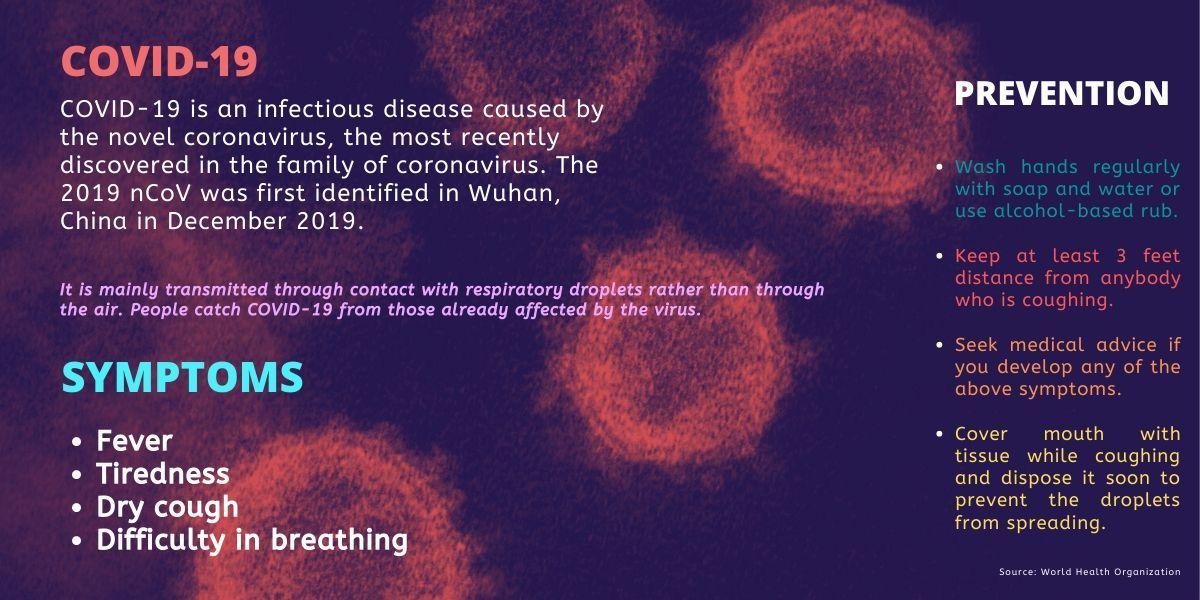 COVID-19
COVID-19 is an infectious disease caused by
the novel coronavirus, the most recently
discovered in the family of coronavirus. The
2019 nCoV was first identified in Wuhan,
China in December 2019.
It is mainly transmitted through contact with respiratory droplets rather than through
the air. People catch COVID-19 from those already affected by the virus.
SYMPTOMS
• Fever
• Tiredness
• Dry cough
• Difficulty in breathing
PREVENTION
• Wash hands regularly
with soap and water or
use alcohol-based rub.
• Keep at least 3 feet
distance from anybody
who is coughing.
• Seek medical advice if
you develop any of the
above symptoms.
• Cover mouth with
tissue while coughing
and dispose it soon to
prevent the droplets
from spreading.
Source: World Health Organization